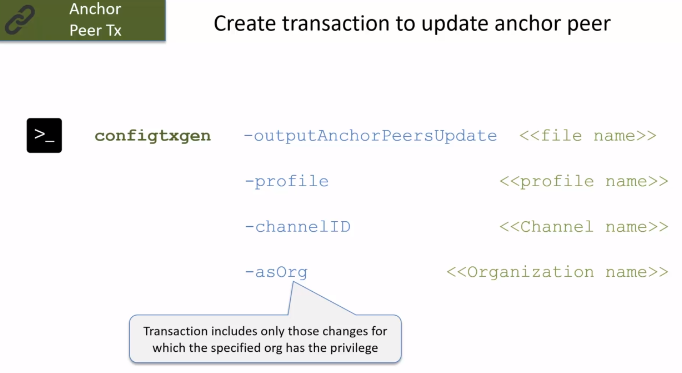 Anchor
Peer Tx
Create transaction to update anchor peer
>_
configtxgen -outputAnchorPeersUpdate <<file name>>
-profile <<profile name>>
-channelID <<Channel name>>
-asOrg <<Organization name>>
Transaction includes only those changes for
which the specified org has the privilege